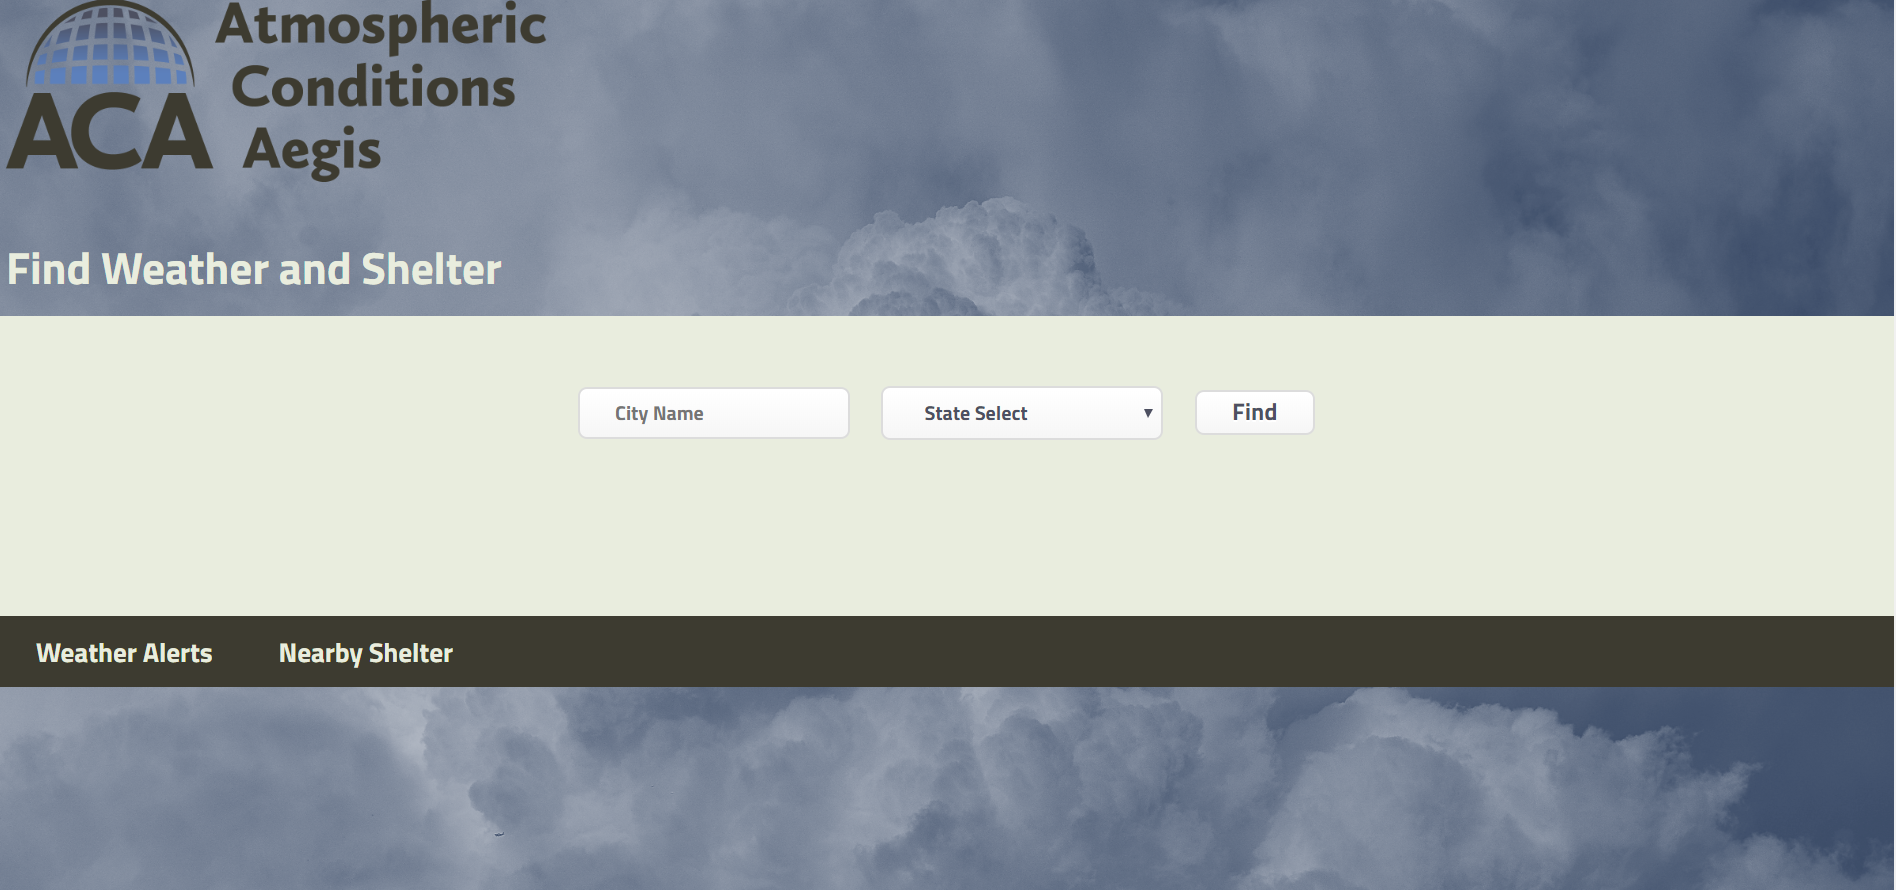 Atmospheric
Conditions
Aegis
ACA
Find Weather and Shelter
City Name
State Select
Find
Weather Alerts
Nearby Shelter